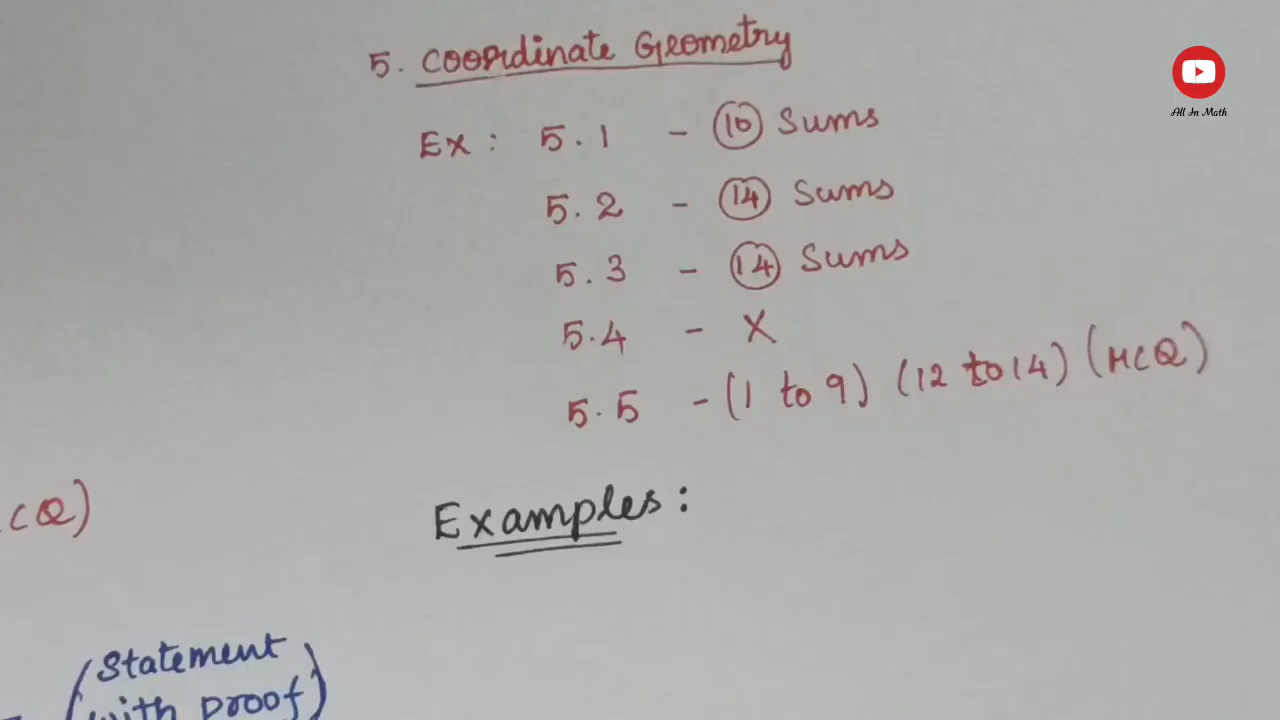 5. Coordinate Geometry
Ex: 5.1 - 10 Sums
5.2 - 14 Sums
5.3 - 14 Sums
5.4 - X
5.5 - (1 to 9) (12 to 14) (MCQ)
CQ)
Examples:
(Statement
with proof)
All In Math